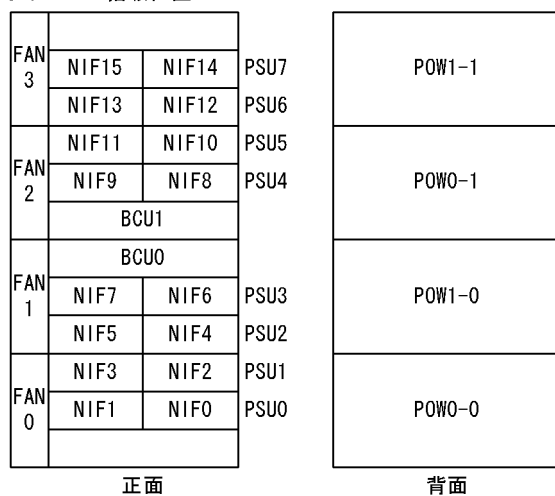 FAN
3
NIF15 NIF14 PSU7
NIF13 NIF12 PSU6
NIF11 NIF10 PSU5
FAN
2
NIF9 NIF8 PSU4
BCU1
BCU0
FAN
1
NIF7 NIF6 PSU3
NIF5 NIF4 PSU2
NIF3 NIF2 PSU1
FAN
0
NIF1 NIF0 PSU0
正面
POW1-1
POW0-1
POW1-0
POW0-0
背面